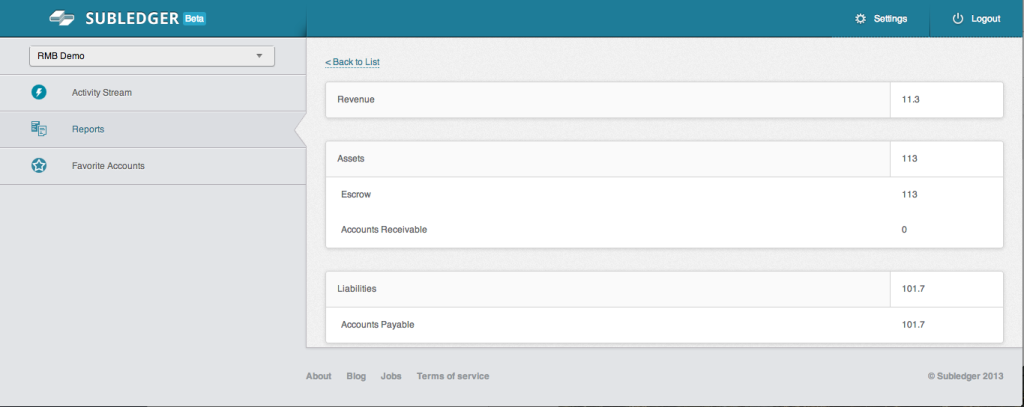 SUBLEDGER Beta
Settings
Logout
RMB Demo
Activity Stream
Reports
Favorite Accounts
< Back to List
Revenue 11.3
Assets 113
Escrow 113
Accounts Receivable 0
Liabilities 101.7
Accounts Payable 101.7
About Blog Jobs Terms of service © Subledger 2013